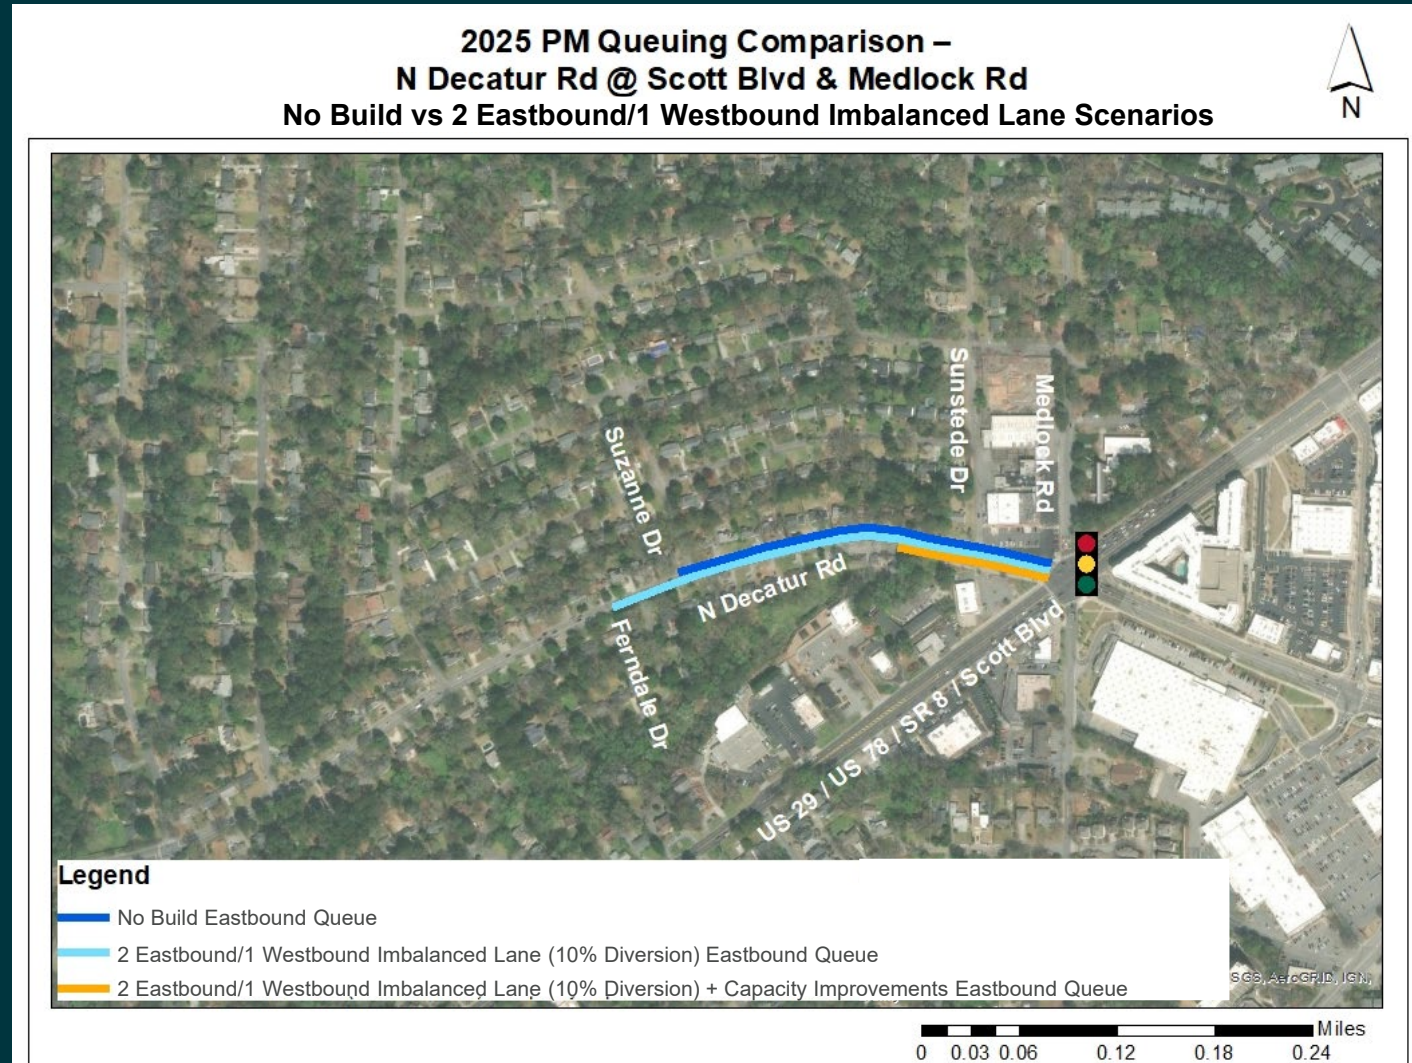 2025 PM Queuing Comparison –
N Decatur Rd @ Scott Blvd & Medlock Rd
No Build vs 2 Eastbound/1 Westbound Imbalanced Lane Scenarios
N
Sunstede Dr
Medlock Rd
Suzanne Dr
N Decatur Rd
Ferndale Dr
US 29 / US 78 / SR 8 / Scott Blvd
Legend
No Build Eastbound Queue
2 Eastbound/1 Westbound Imbalanced Lane (10% Diversion) Eastbound Queue
2 Eastbound/1 Westbound Imbalanced Lane (10% Diversion) + Capacity Improvements Eastbound Queue
SGS, AeroGRID, IGN,
Miles
0 0.03 0.06 0.12 0.18 0.24